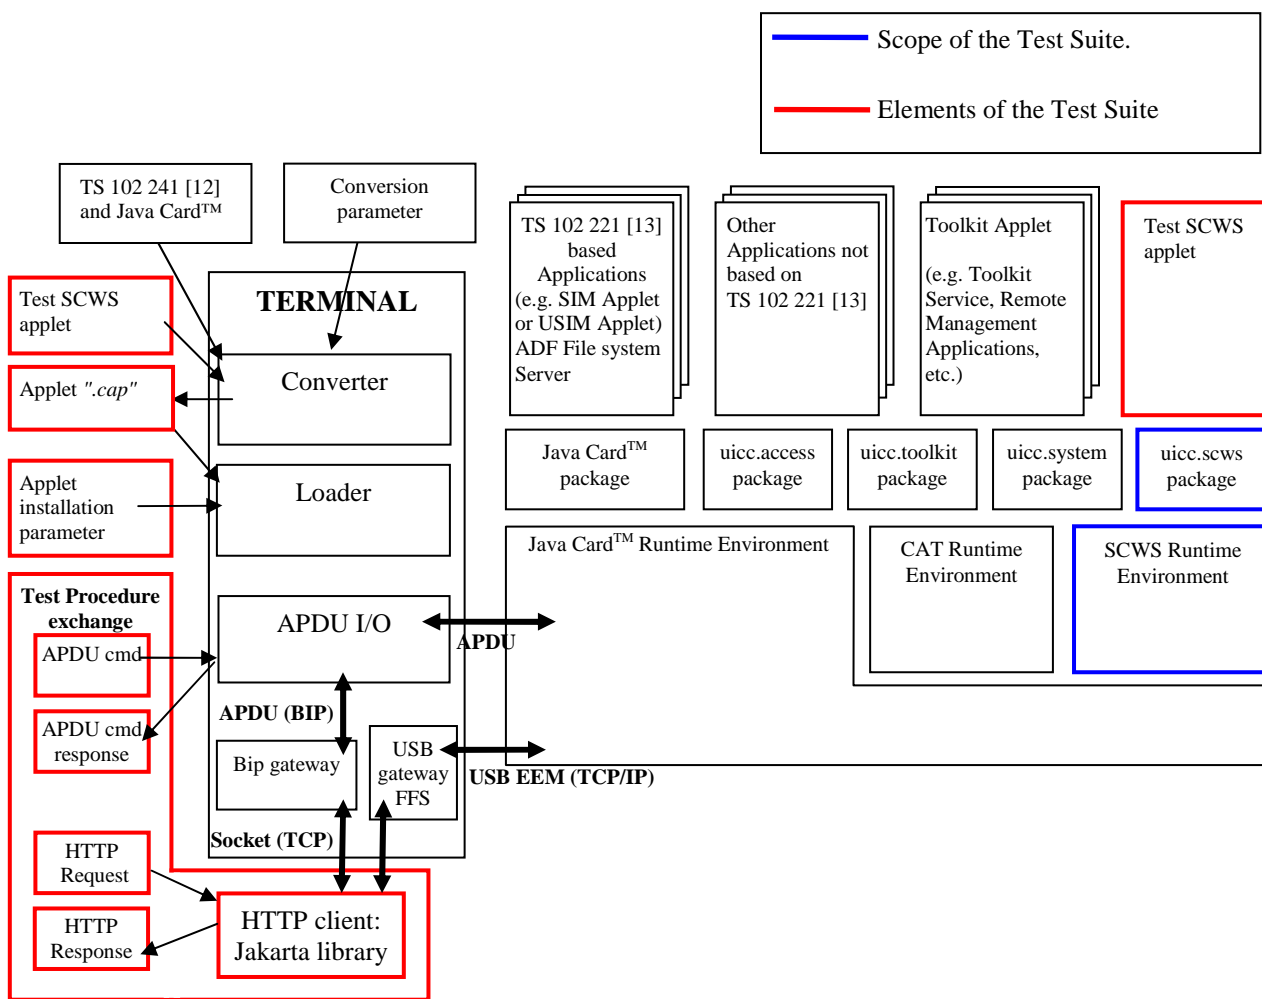 Scope of the Test Suite.
Elements of the Test Suite
TS 102 241 [12]
and Java Card™
Conversion
parameter
TS 102 221 [13]
based
Applications
(e.g. SIM Applet
or USIM Applet)
ADF File system
Server
Other
Applications not
based on
TS 102 221 [13]
Toolkit Applet
(e.g. Toolkit
Service, Remote
Management
Applications,
etc.)
Test SCWS
applet
Test SCWS
applet
TERMINAL
Converter
Applet ".cap"
Loader
Applet
installation
parameter
Java Card™
package
uicc.access
package
uicc.toolkit
package
uicc.system
package
uicc.scws
package
Java Card™ Runtime Environment
CAT Runtime
Environment
SCWS Runtime
Environment
Test Procedure
exchange
APDU cmd
APDU I/O
APDU
APDU cmd
response
APDU (BIP)
Bip gateway
USB
gateway
FFS
USB EEM (TCP/IP)
Socket (TCP)
HTTP
Request
HTTP
Response
HTTP client:
Jakarta library